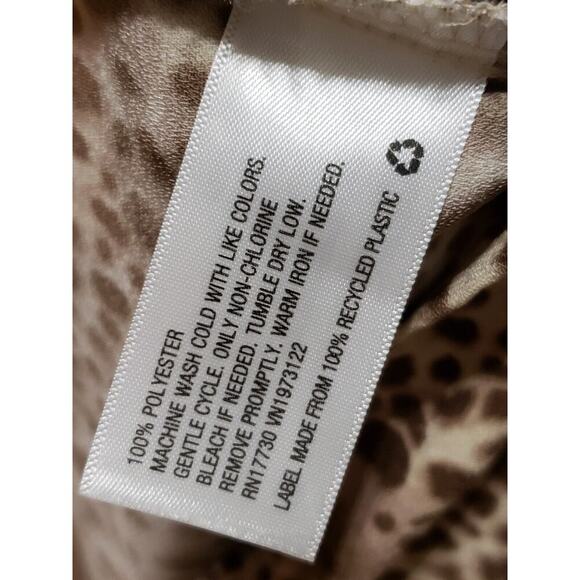 100% POLYESTER
MACHINE WASH COLD WITH LIKE COLORS.
GENTLE CYCLE. ONLY NON-CHLORINE
BLEACH IF NEEDED. TUMBLE DRY LOW.
REMOVE PROMPTLY. WARM IRON IF NEEDED.
RN17730 VN1973122
LABEL MADE FROM 100% RECYCLED PLASTIC